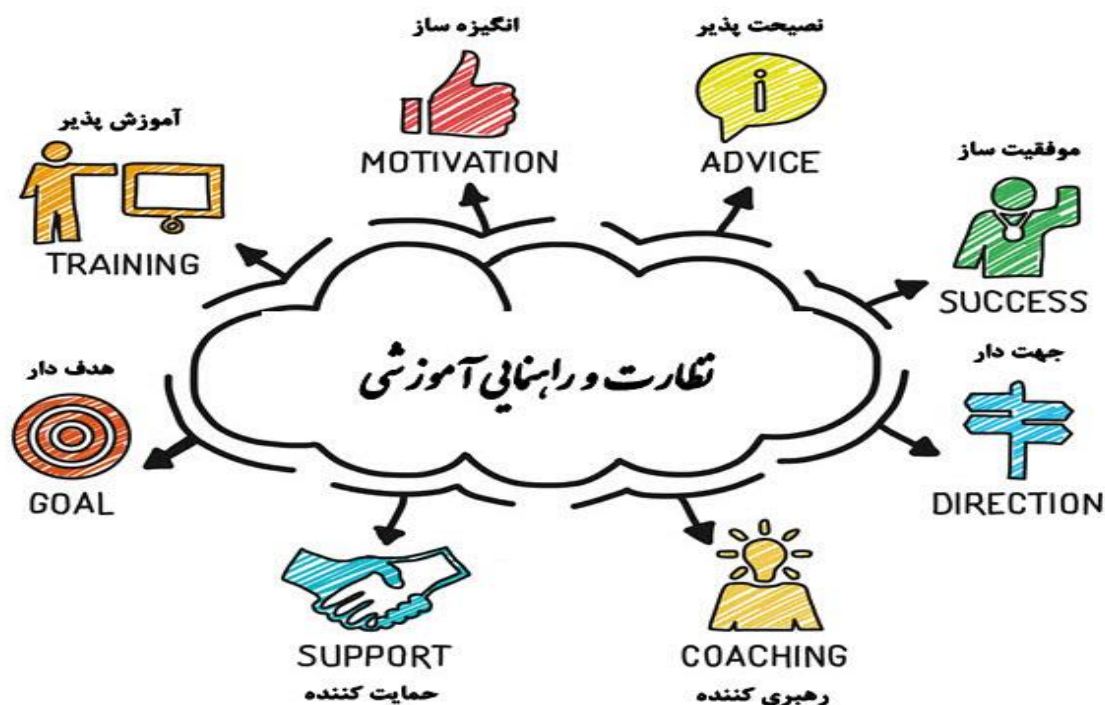 انگیزه ساز
MOTIVATION
نصیحت پذیر
ADVICE
آموزش پذیر
TRAINING
موفقیت ساز
SUCCESS
نظارت و راهنمایی آموزشی
هدف دار
GOAL
جهت دار
DIRECTION
SUPPORT
حمایت کننده
COACHING
رهبری کننده